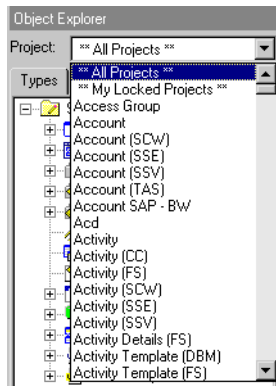 Object Explorer
Project: ** All Projects **
Types
** All Projects **
** My Locked Projects **
Access Group
Account
Account (SCW)
Account (SSE)
Account (SSV)
Account (TAS)
Account SAP - BW
Acd
Activity
Activity (CC)
Activity (FS)
Activity (SCW)
Activity (SSE)
Activity (SSV)
Activity Details (FS)
Activity Template (DBM)
Activity Template (FS)